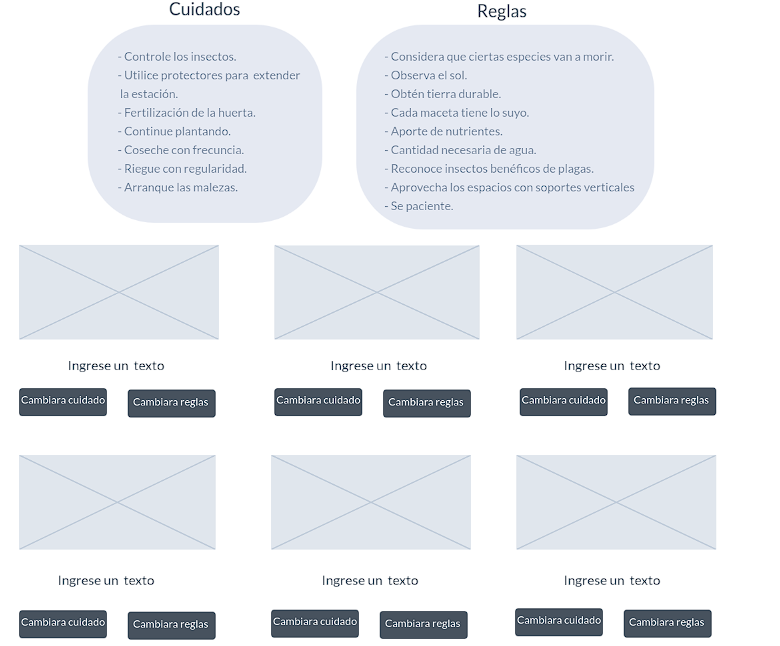 Cuidados
- Controle los insectos.
- Utilice protectores para extender
la estación.
- Fertilización de la huerta.
- Continue plantando.
- Coseche con frecuncia.
- Riegue con regularidad.
- Arranque las malezas.
Reglas
- Considera que ciertas especies van a morir.
- Observa el sol.
- Obtén tierra durable.
- Cada maceta tiene lo suyo.
- Aporte de nutrientes.
- Cantidad necesaria de agua.
- Reconoce insectos benéficos de plagas.
- Aprovecha los espacios con soportes verticales
- Se paciente.
Ingrese un texto
Cambiara cuidado
Cambiara reglas
Ingrese un texto
Cambiara cuidado
Cambiara reglas
Ingrese un texto
Cambiara cuidado
Cambiara reglas
Ingrese un texto
Cambiara cuidado
Cambiara reglas
Ingrese un texto
Cambiara cuidado
Cambiara reglas
Ingrese un texto
Cambiara cuidado
Cambiara reglas